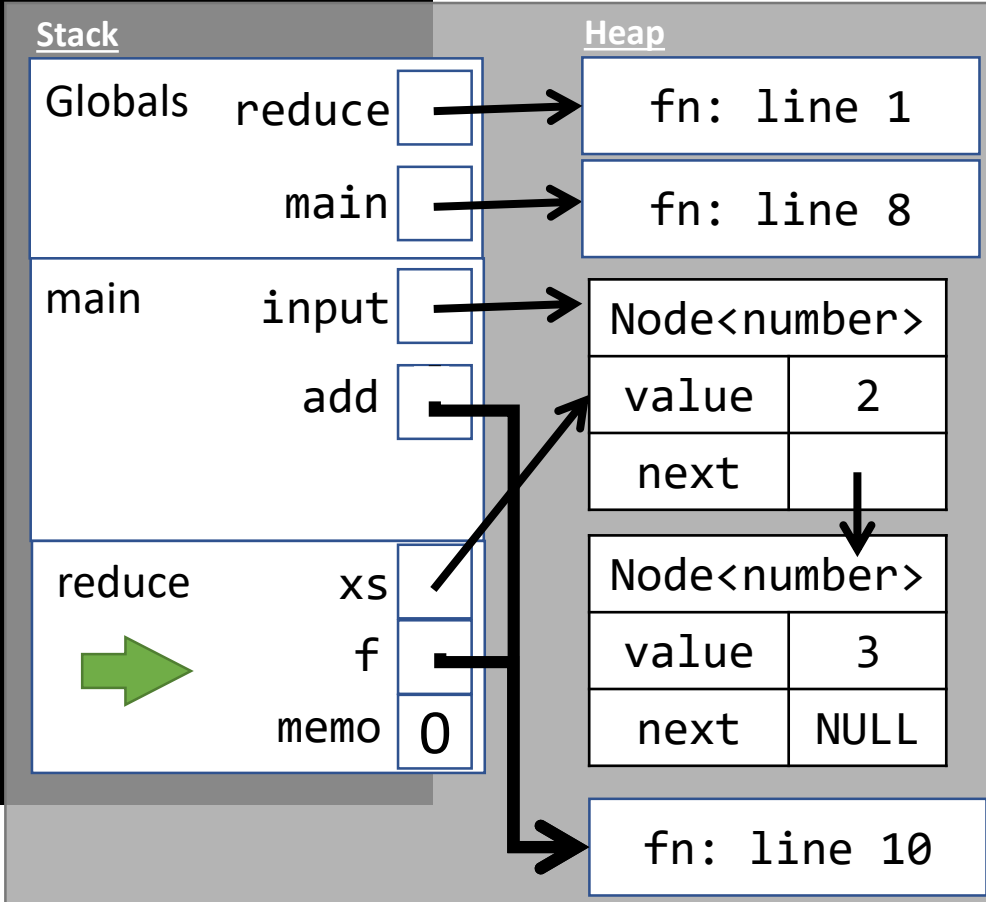 Stack
Heap
Globals
reduce
fn: line 1
main
fn: line 8
main
input
Node<number>
add
value 2
next
reduce
xs
Node<number>
f
value 3
memo 0
next NULL
fn: line 10